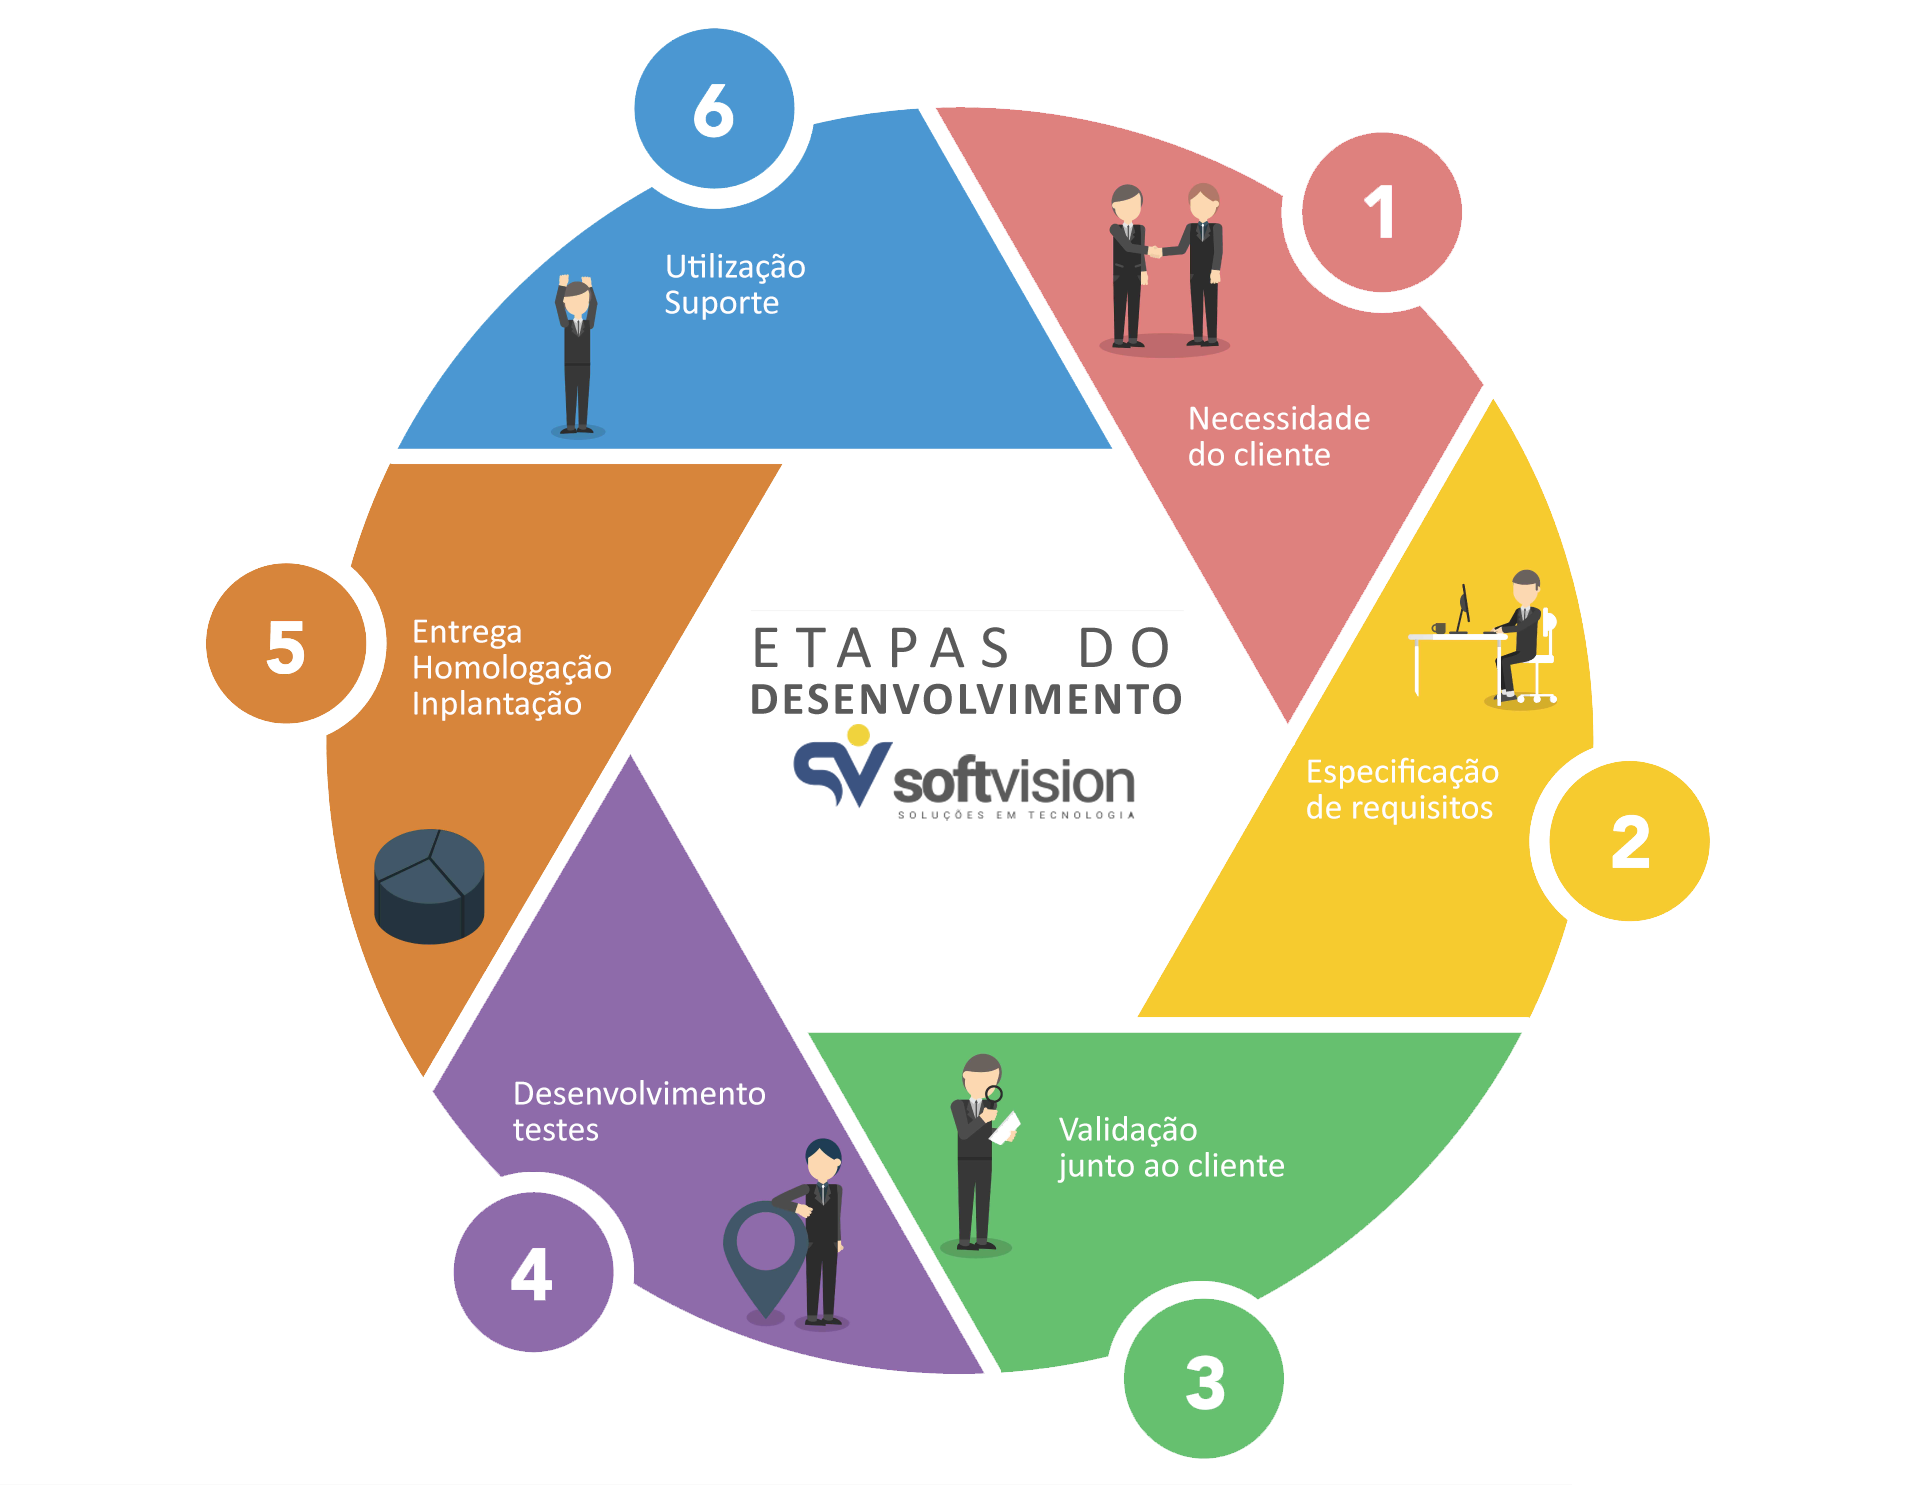 ETAPAS DO
DESENVOLVIMENTO
SV
softvision
SOLUÇÕES EM TECNOLOGIA
1
Necessidade
do cliente
2
Especificação
de requisitos
3
Validação
junto ao cliente
4
Desenvolvimento
testes
5
Entrega
Homologação
Inplantação
6
Utilização
Suporte